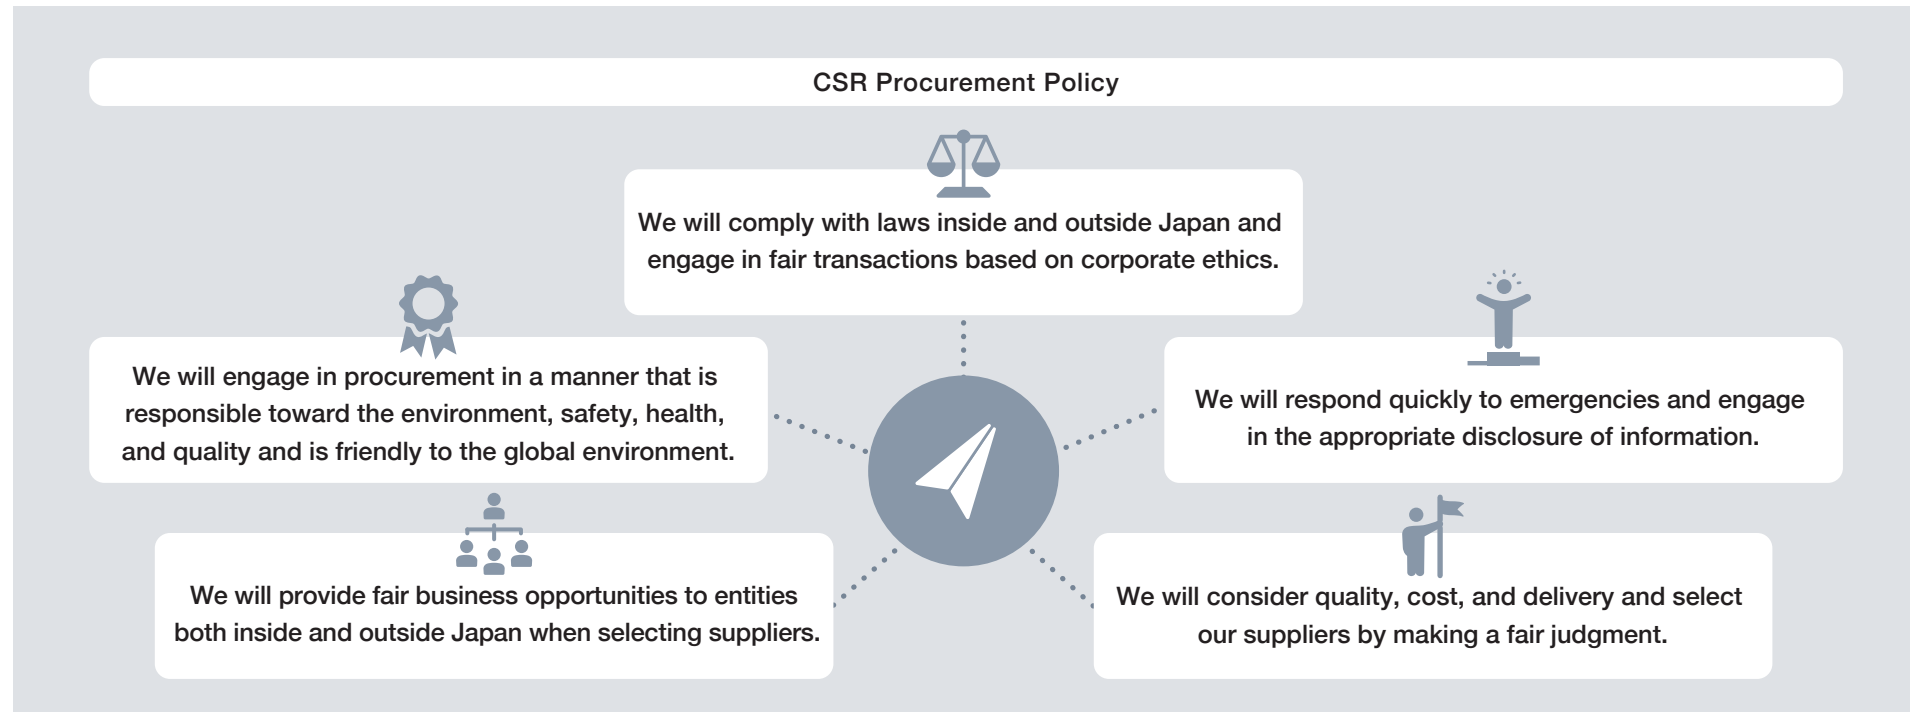 CSR Procurement Policy
We will comply with laws inside and outside Japan and
engage in fair transactions based on corporate ethics.
We will engage in procurement in a manner that is
responsible toward the environment, safety, health,
and quality and is friendly to the global environment.
We will respond quickly to emergencies and engage
in the appropriate disclosure of information.
We will provide fair business opportunities to entities
both inside and outside Japan when selecting suppliers.
We will consider quality, cost, and delivery and select
our suppliers by making a fair judgment.